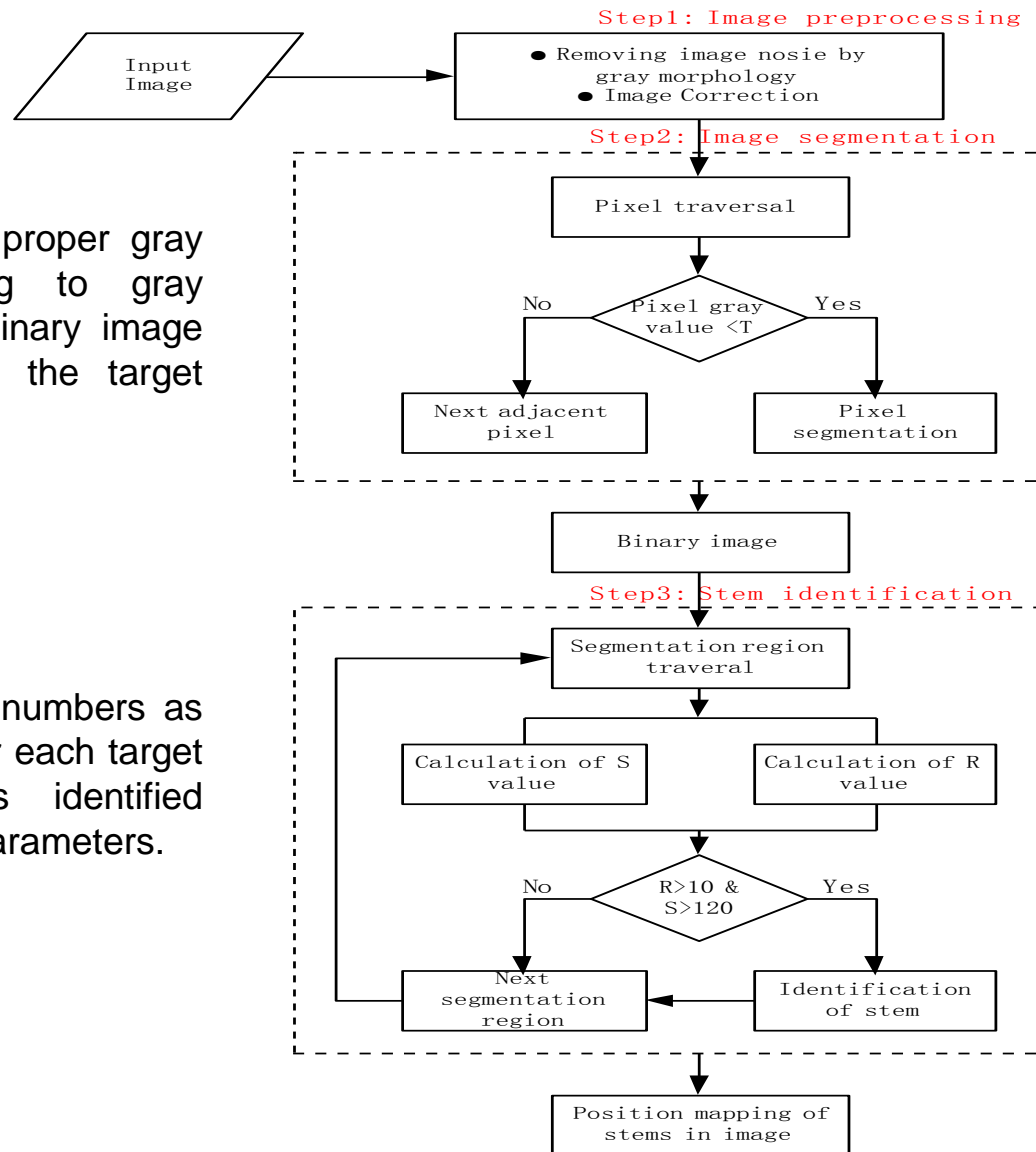 Step1: Image preprocessing
Input
Image
● Removing image nosie by
gray morphology
● Image Correction
Step2: Image segmentation
Pixel traversal
proper gray
g to gray
inary image
the target
No
Pixel gray
value <T
Yes
Next adjacent
pixel
Pixel
segmentation
Binary image
Step3: Stem identification
Segmentation region
traveral
numbers as
each target
s identified
arameters.
Calculation of S
value
Calculation of R
value
No
R>10 &
S>120
Yes
Next
segmentation
region
Identification
of stem
Position mapping of
stems in image